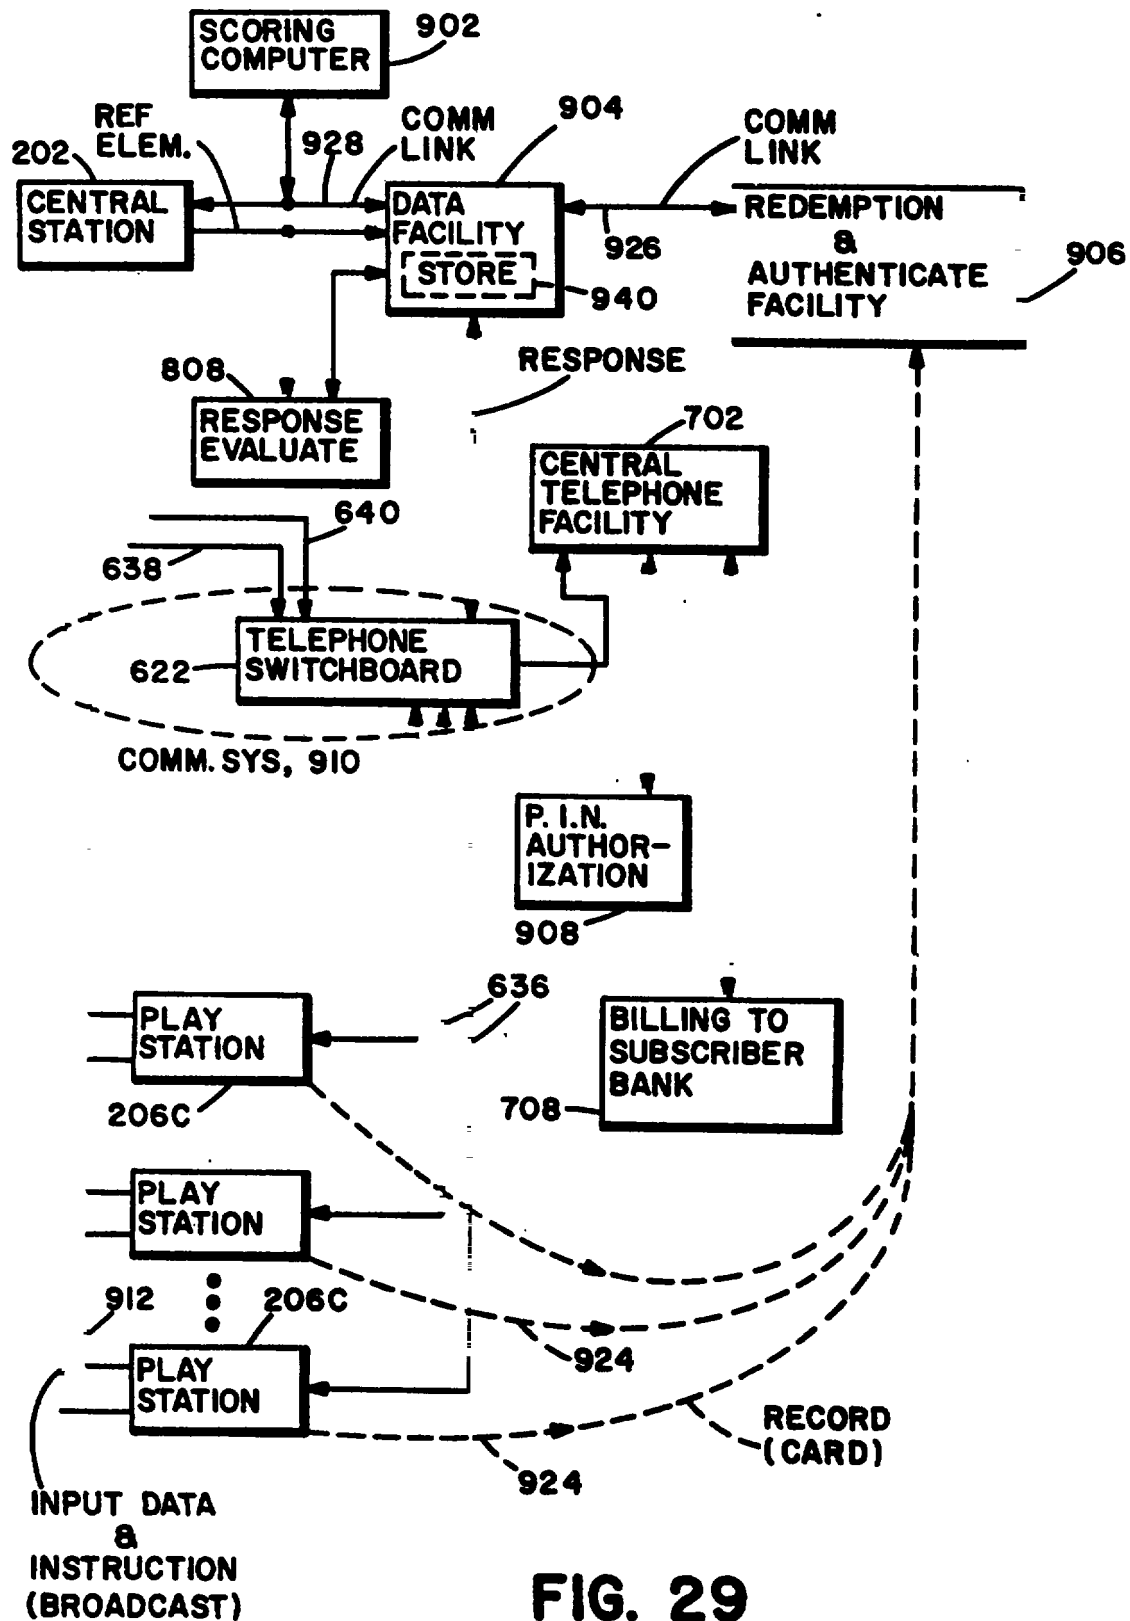 SCORING
COMPUTER
902
REF
ELEM.
928
COMM
LINK
904
COMM
LINK
202
CENTRAL
STATION
DATA
FACILITY
STORE
940
926
REDEMPTION
&
AUTHENTICATE
FACILITY
906
RESPONSE
808
RESPONSE
EVALUATE
702
CENTRAL
TELEPHONE
FACILITY
640
638
TELEPHONE
SWITCHBOARD
622
COMM. SYS, 910
P. I.N.
AUTHOR-
IZATION
908
636
PLAY
STATION
206C
BILLING TO
SUBSCRIBER
BANK
708
PLAY
STATION
912
206C
924
PLAY
STATION
924
RECORD
(CARD)
INPUT DATA
&
INSTRUCTION
(BROADCAST)
FIG. 29